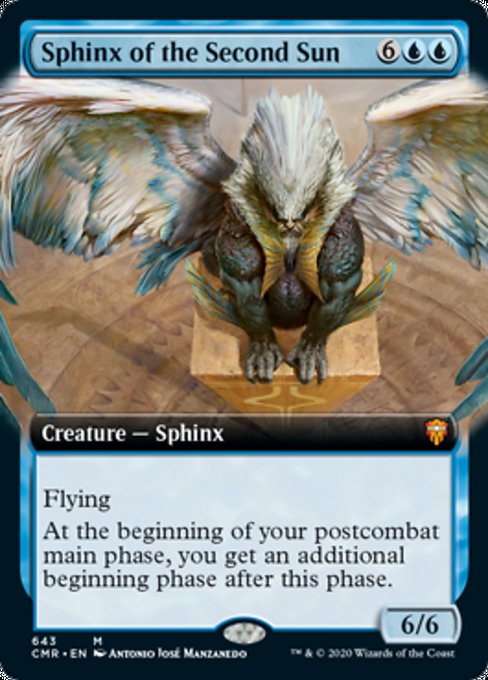 Sphinx of the Second Sun 6
Creature — Sphinx
Flying
At the beginning of your postcombat
main phase, you get an additional
beginning phase after this phase.
6/6
643 M
CMR • EN Antonio José Manzanedo
™ & © 2020 Wizards of the Coast